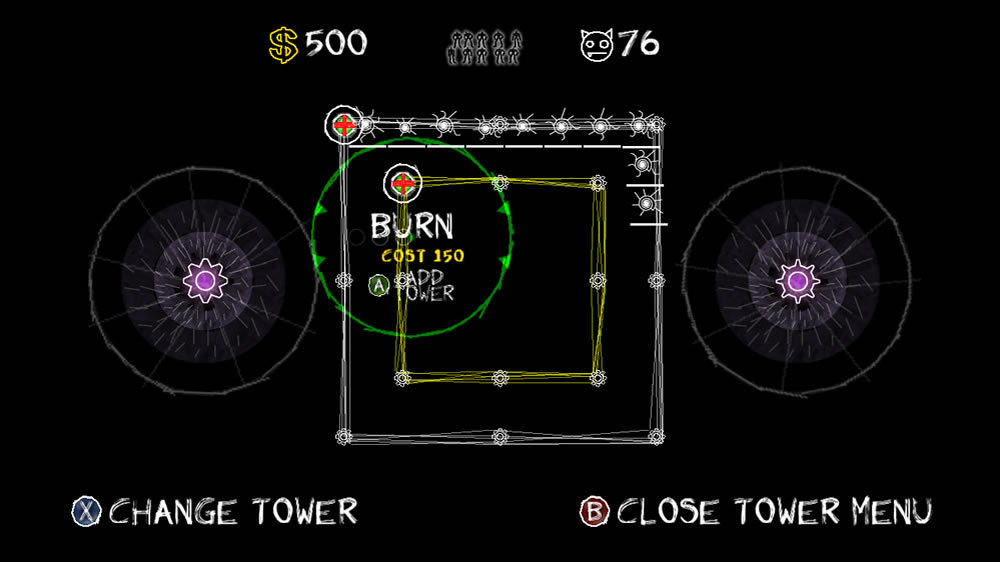 $500
76
BURN
COST 150
A ADD
TOWER
X CHANGE TOWER
B CLOSE TOWER MENU